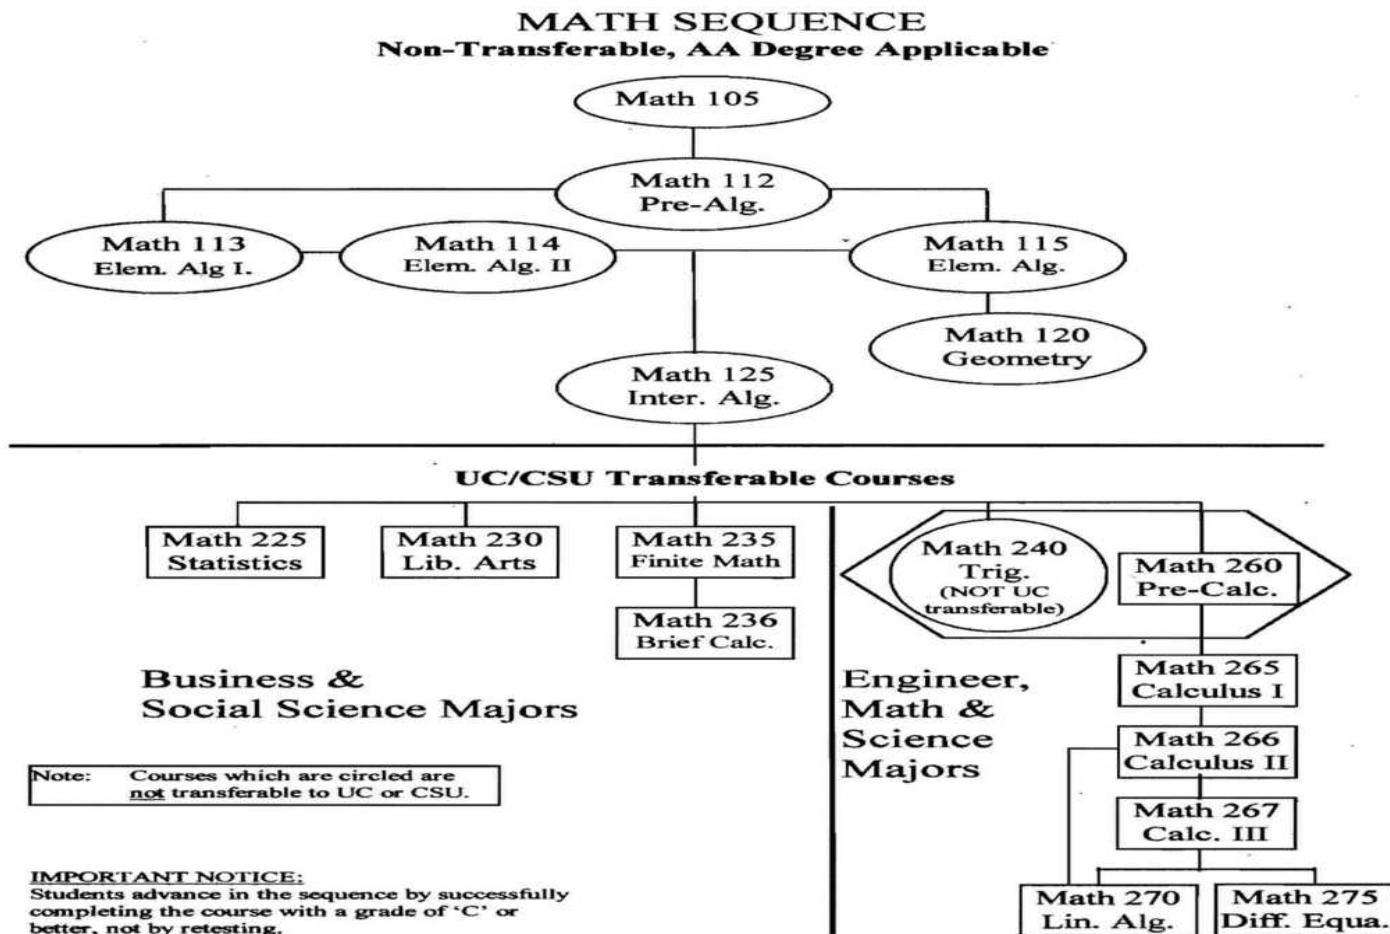 MATH SEQUENCE
Non-Transferable, AA Degree Applicable
Math 105
Math 112
Pre-Alg.
Math 113
Elem. Alg I.
Math 114
Elem. Alg. II
Math 115
Elem. Alg.
Math 120
Geometry
Math 125
Inter. Alg.
UC/CSU Transferable Courses
Math 225
Statistics
Math 230
Lib. Arts
Math 235
Finite Math
Math 236
Brief Calc.
Math 240
Trig.
(NOT UC
transferable)
Math 260
Pre-Calc.
Business &
Social Science Majors
Engineer,
Math &
Science
Majors
Math 265
Calculus I
Math 266
Calculus II
Math 267
Calc. III
Math 270
Lin. Alg.
Math 275
Diff. Equa.
Note: Courses which are circled are
not transferable to UC or CSU.
IMPORTANT NOTICE:
Students advance in the sequence by successfully
completing the course with a grade of ‘C’ or
better, not by retesting.